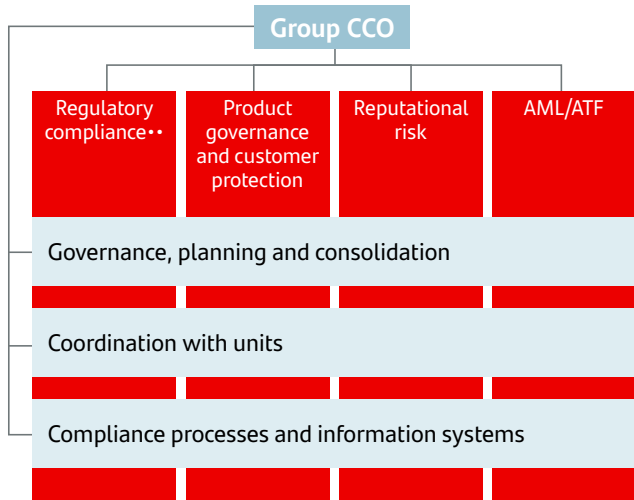 Group CCO
Regulatory
compliance••
Product
governance
and customer
protection
Reputational
risk
AML/ATF
Governance, planning and consolidation
Coordination with units
Compliance processes and information systems